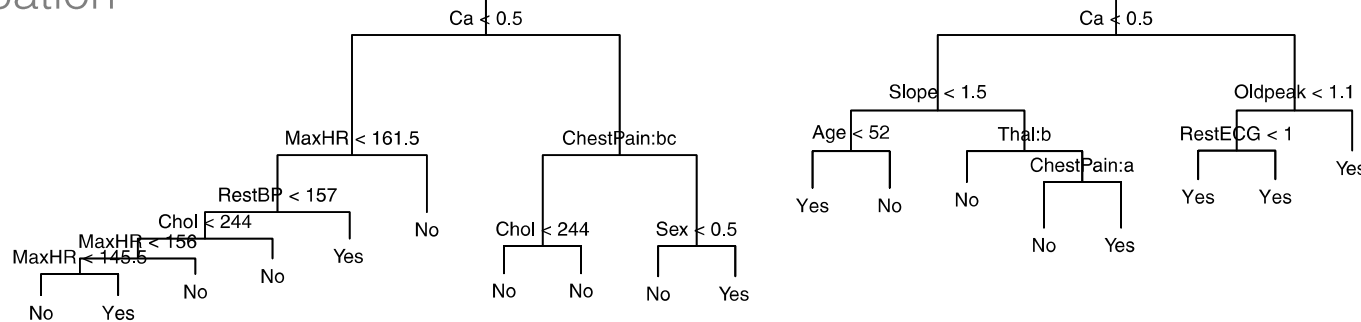 Ca < 0.5
MaxHR < 161.5
ChestPain:bc
RestBP < 157
Chol < 244
MaxHR < 156
MaxHR < 145.5
No
Yes
No
No
Yes
No
Chol < 244
Sex < 0.5
No
No
No
Yes
Ca < 0.5
Slope < 1.5
Oldpeak < 1.1
Age < 52
Thal:b
RestECG < 1
ChestPain:a
Yes
No
No
No
Yes
Yes
Yes
Yes